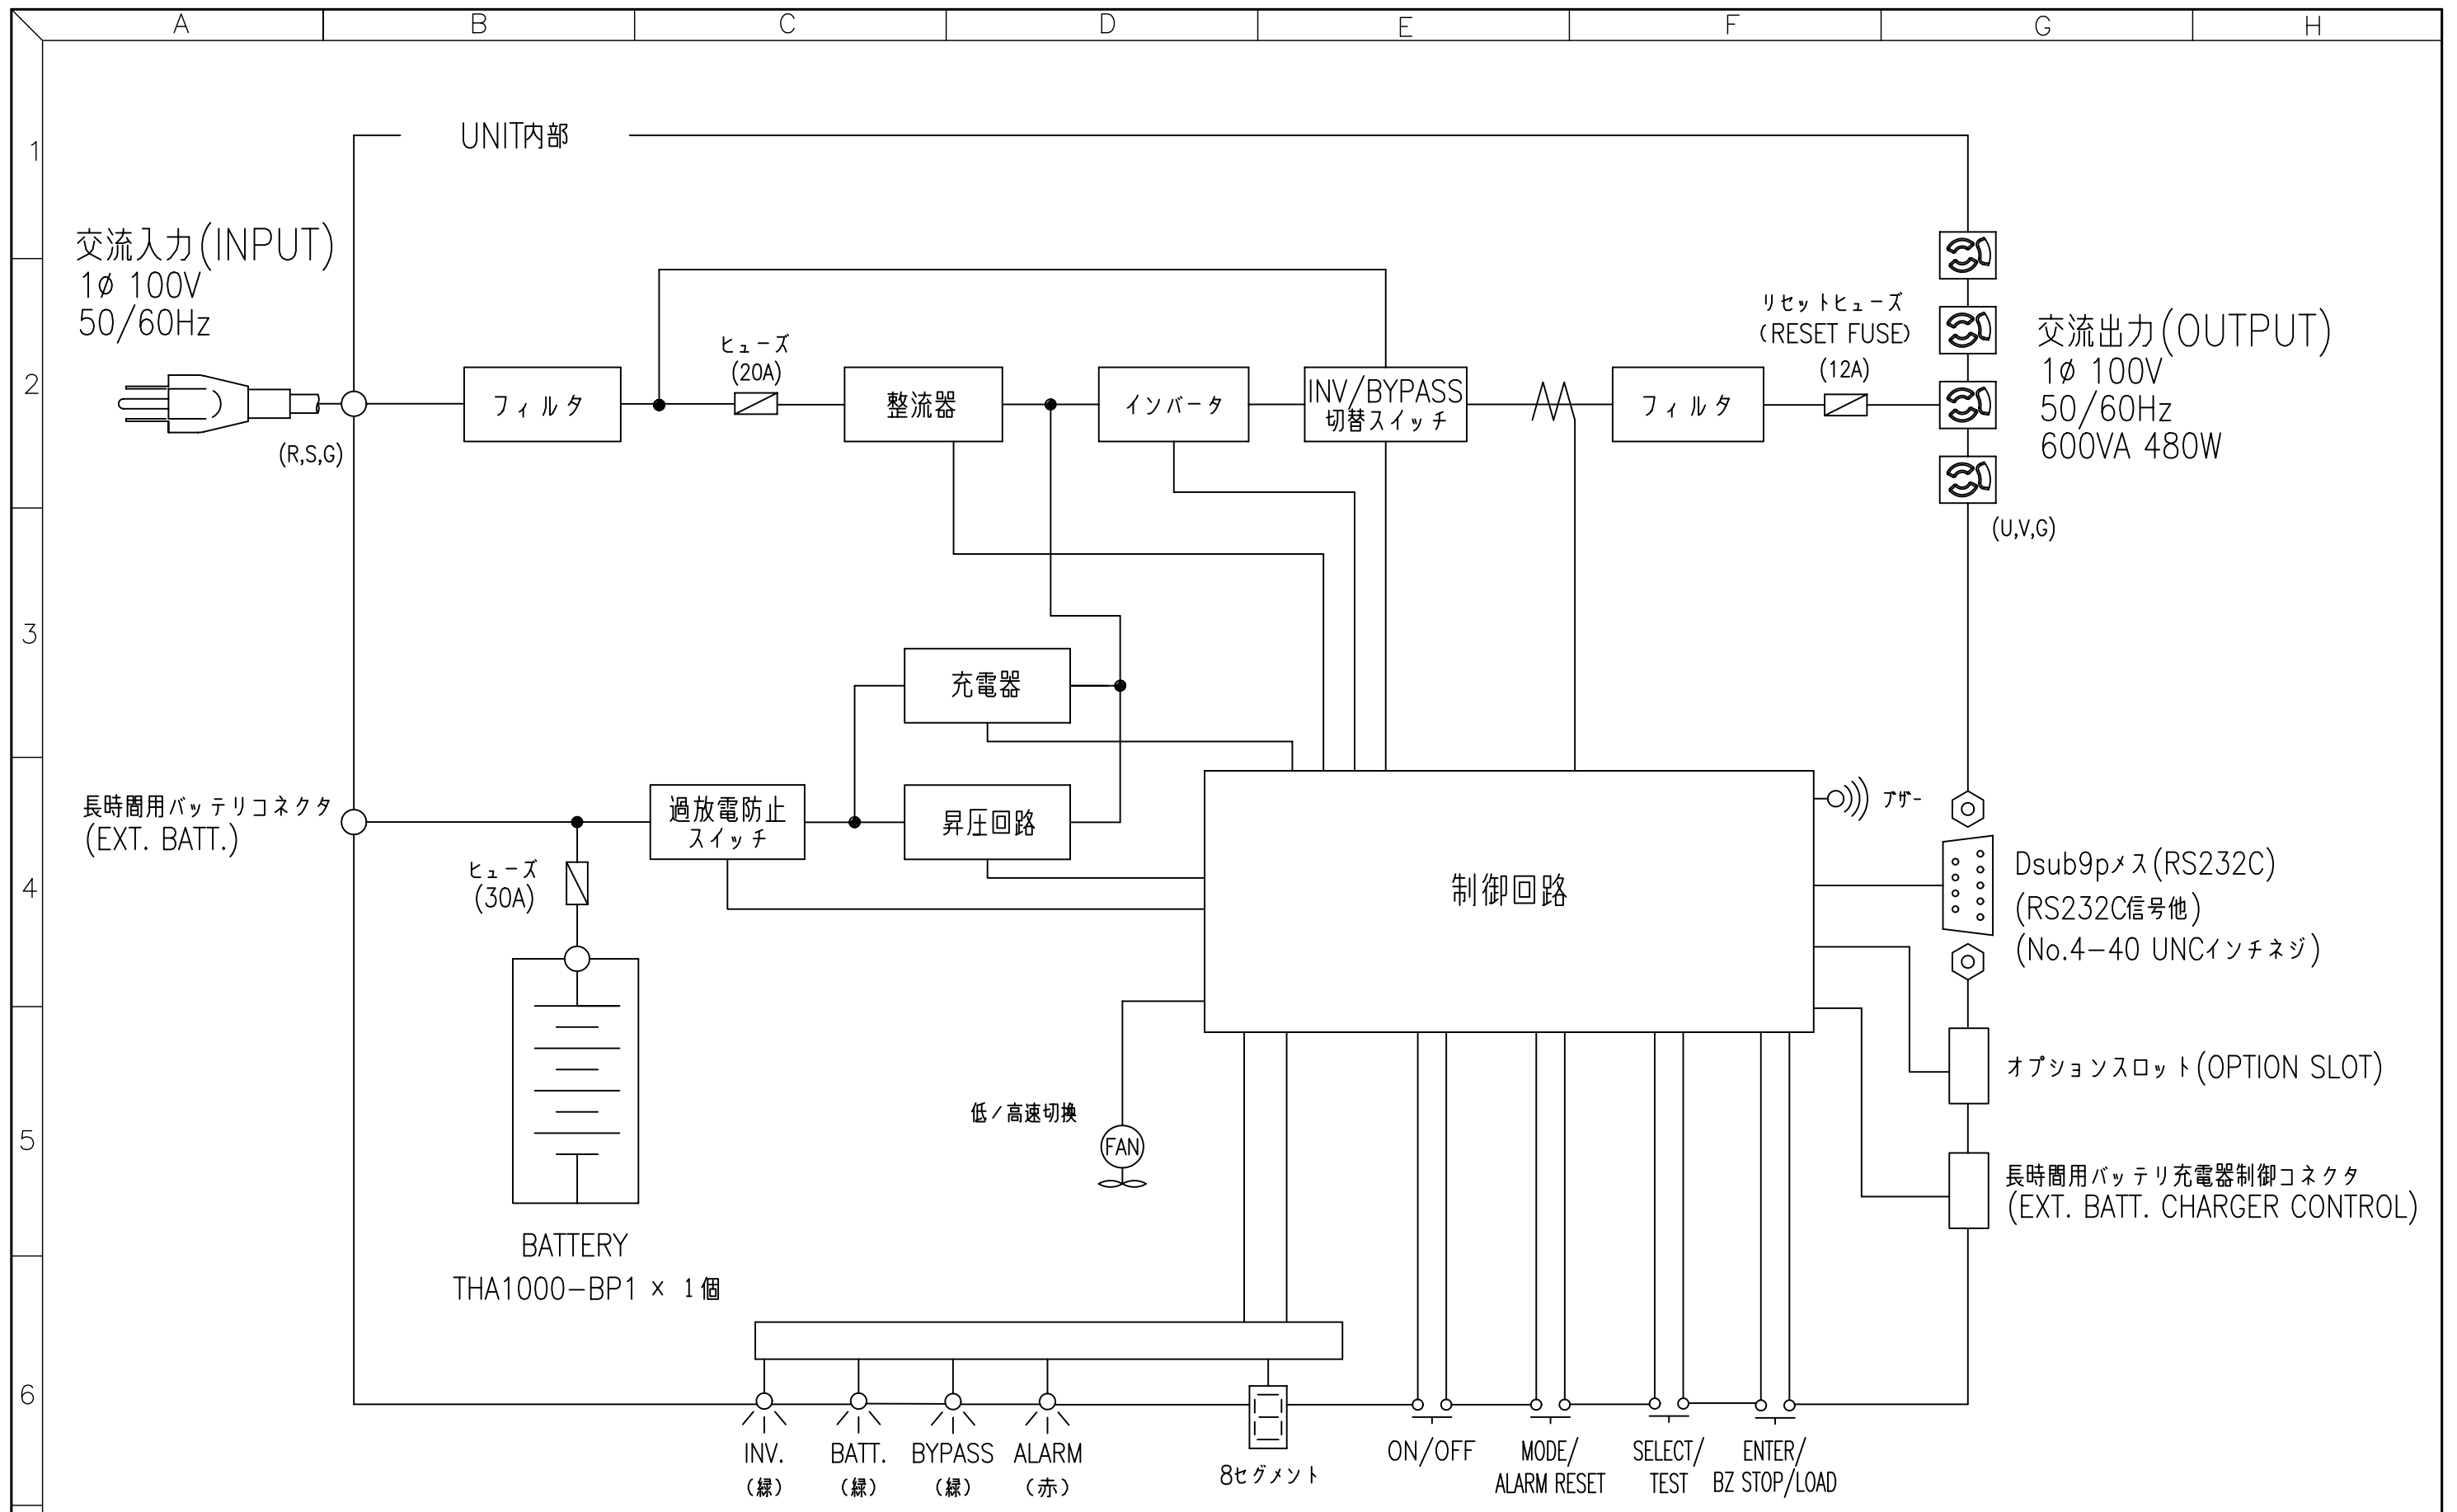 A B C D E F G H
1
UNIT内部
交流入力(INPUT)
1φ 100V
50/60Hz
(R,S,G)
2
フィルタ
ヒューズ
(20A)
整流器
インバータ
INV/BYPASS
切替スイッチ
フィルタ
リセットヒューズ
(RESET FUSE)
(12A)
交流出力(OUTPUT)
1φ 100V
50/60Hz
600VA 480W
(U,V,G)
3
充電器
長時間用バッテリコネクタ
(EXT. BATT.)
過放電防止
スイッチ
昇圧回路
ブザー
4
ヒューズ
(30A)
制御回路
Dsub9pメス(RS232C)
(RS232C信号他)
(No.4-40 UNCインチネジ)
オプションスロット(OPTION SLOT)
5
低/高速切換
FAN
長時間用バッテリ充電器制御コネクタ
(EXT. BATT. CHARGER CONTROL)
BATTERY
THA1000-BP1 × 1個
6
INV.
(緑)
BATT.
(緑)
BYPASS
(緑)
ALARM
(赤)
8セグメント
ON/OFF
MODE/
ALARM RESET
SELECT/
TEST
ENTER/
BZ STOP/LOAD